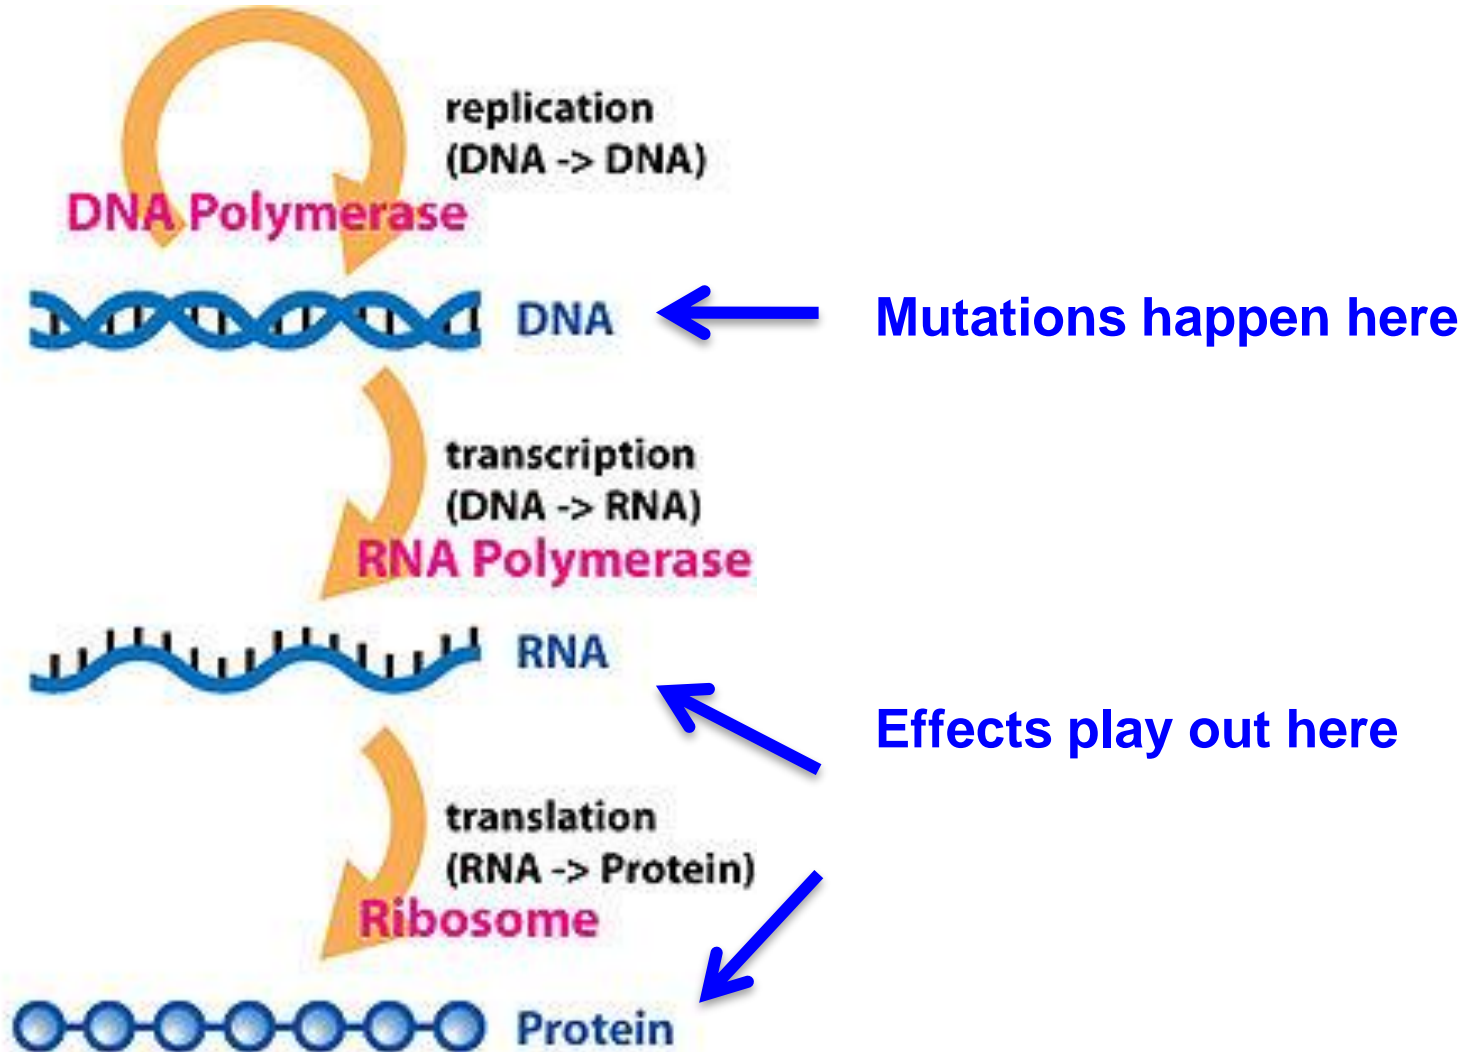 replication
(DNA -> DNA)
DNA Polymerase
DNA
Mutations happen here
transcription
(DNA -> RNA)
RNA Polymerase
RNA
Effects play out here
translation
(RNA -> Protein)
Ribosome
Protein